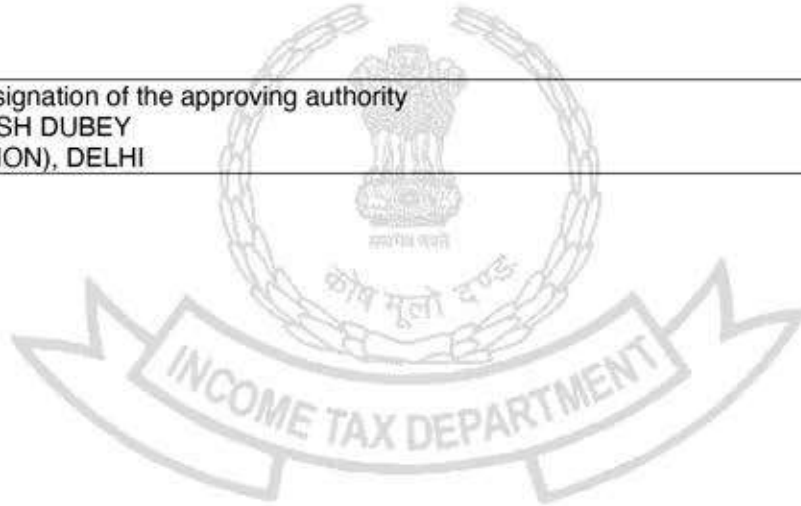 signation of the approving authority
SH DUBEY
ION), DELHI
सत्यमेव जयते
कोष मूलो दण्डः
INCOME TAX DEPARTMENT